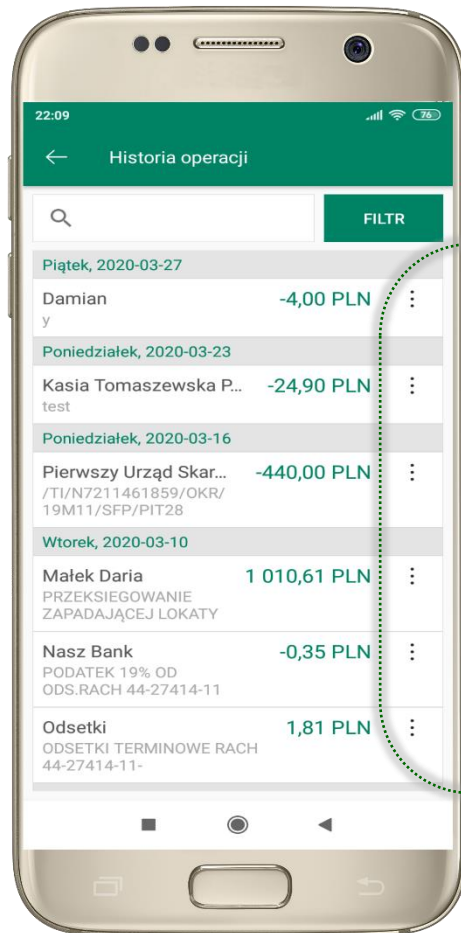 22:09
76
Historia operacji
FILTR
Piątek, 2020-03-27
Damian -4,00 PLN
y
Poniedziałek, 2020-03-23
Kasia Tomaszewska P... -24,90 PLN
test
Poniedziałek, 2020-03-16
Pierwszy Urząd Skar... -440,00 PLN
/TI/N7211461859/OKR/
19M11/SFP/PIT28
Wtorek, 2020-03-10
Małek Daria 1 010,61 PLN
PRZEKSIEGOWANIE
ZAPADAJĄCEJ LOKATY
Nasz Bank -0,35 PLN
PODATEK 19% OD
ODS.RACH 44-27414-11
Odsetki 1,81 PLN
ODSETKI TERMINOWE RACH
44-27414-11-